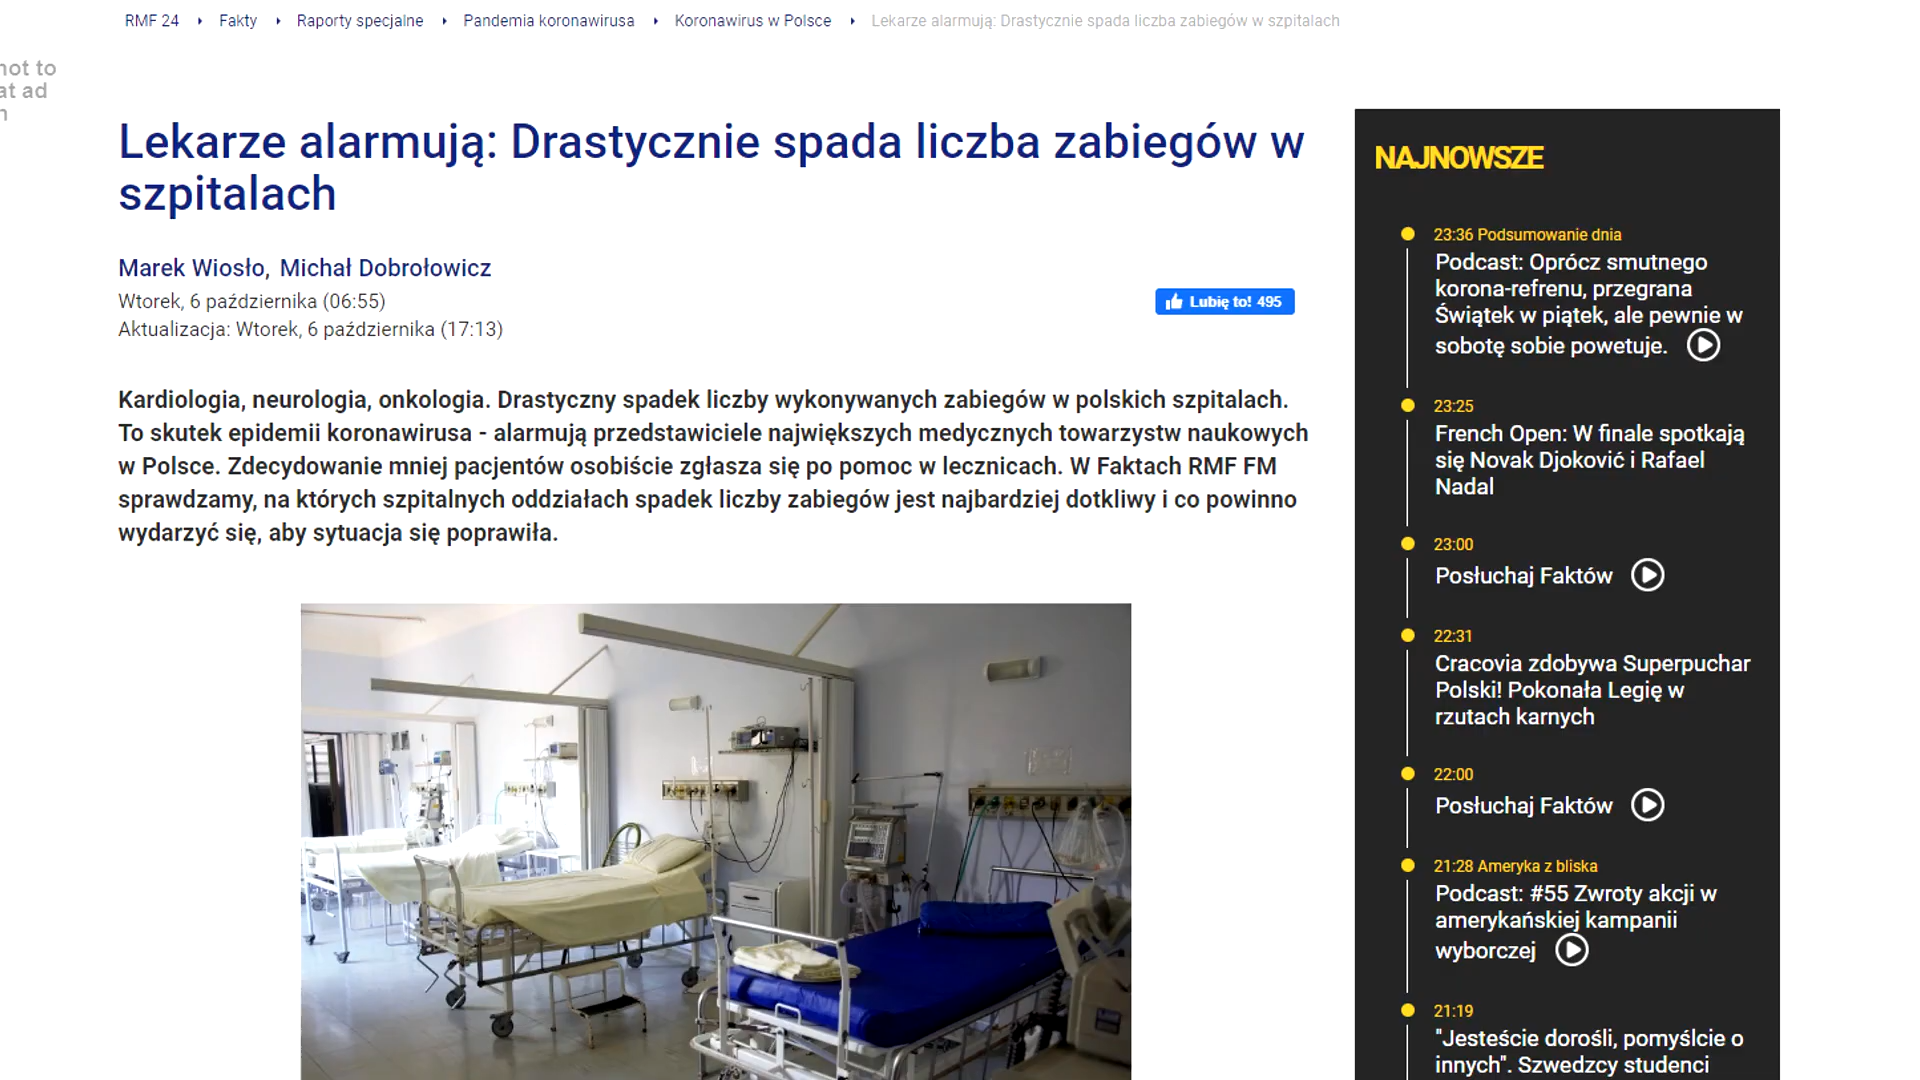 RMF 24 Fakty Raporty specjalne Pandemia koronawirusa Koronawirus w Polsce Lekarze alarmują: Drastycznie spada liczba zabiegów w szpitalach
not to
at ad
Lekarze alarmują: Drastycznie spada liczba zabiegów w
szpitalach
Marek Wiosło, Michał Dobrołowicz
Wtorek, 6 października (06:55)
Aktualizacja: Wtorek, 6 października (17:13)
Lubię to! 495
Kardiologia, neurologia, onkologia. Drastyczny spadek liczby wykonywanych zabiegów w polskich szpitalach.
To skutek epidemii koronawirusa - alarmują przedstawiciele największych medycznych towarzystw naukowych
w Polsce. Zdecydowanie mniej pacjentów osobiście zgłasza się po pomoc w lecznicach. W Faktach RMF FM
sprawdzamy, na których szpitalnych oddziałach spadek liczby zabiegów jest najbardziej dotkliwy i co powinno
wydarzyć się, aby sytuacja się poprawiła.
NAJNOWSZE
23:36 Podsumowanie dnia
Podcast: Oprócz smutnego
korona-refrenu, przegrana
Świątek w piątek, ale pewnie w
sobotę sobie powetuje.
23:25
French Open: W finale spotkają
się Novak Djoković i Rafael
Nadal
23:00
Posłuchaj Faktów
22:31
Cracovia zdobywa Superpuchar
Polski! Pokonała Legię w
rzutach karnych
22:00
Posłuchaj Faktów
21:28 Ameryka z bliska
Podcast: #55 Zwroty akcji w
amerykańskiej kampanii
wyborczej
21:19
"Jesteście dorośli, pomyślcie o
innych". Szwedzcy studenci